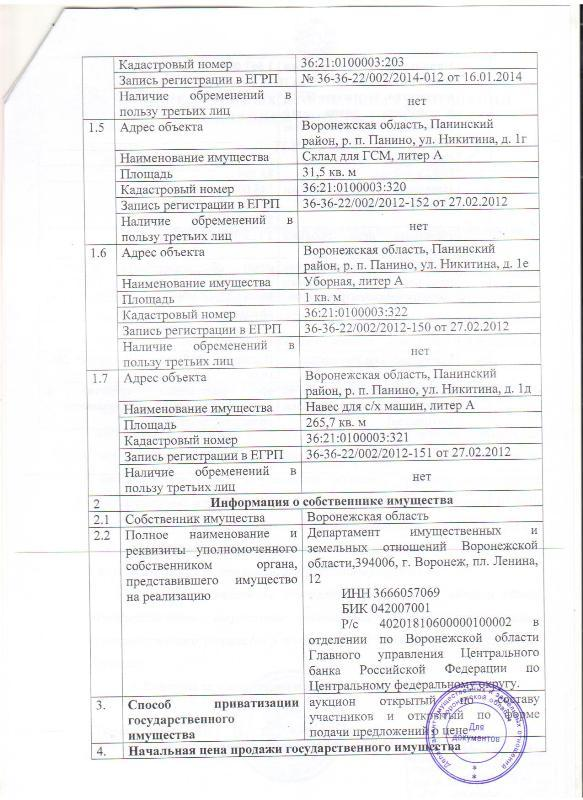 Кадастровый номер 36:21:0100003:203
Запись регистрации в ЕГРП № 36-36-22/002/2014-012 от 16.01.2014
Наличие обременений в
пользу третьих лиц нет
1.5 Адрес объекта Воронежская область, Панинский
район, р. п. Панино, ул. Никитина, д. 1г
Наименование имущества Склад для ГСМ, литер А
Площадь 31,5 кв. м
Кадастровый номер 36:21:0100003:320
Запись регистрации в ЕГРП 36-36-22/002/2012-152 от 27.02.2012
Наличие обременений в
пользу третьих лиц нет
1.6 Адрес объекта Воронежская область, Панинский
район, р. п. Панино, ул. Никитина, д. 1е
Наименование имущества Уборная, литер А
Площадь 1 кв. м
Кадастровый номер 36:21:0100003:322
Запись регистрации в ЕГРП 36-36-22/002/2012-150 от 27.02.2012
Наличие обременений в
пользу третьих лиц нет
1.7 Адрес объекта Воронежская область, Панинский
район, р. п. Панино, ул. Никитина, д. 1д
Наименование имущества Навес для с/х машин, литер А
Площадь 265,7 кв. м
Кадастровый номер 36:21:0100003:321
Запись регистрации в ЕГРП 36-36-22/002/2012-151 от 27.02.2012
Наличие обременений в
пользу третьих лиц нет
2 Информация о собственнике имущества
2.1 Собственник имущества Воронежская область
2.2 Полное наименование и
реквизиты уполномоченного
собственником органа,
представившего имущество
на реализацию
Департамент имущественных и
земельных отношений Воронежской
области,394006, г. Воронеж, пл. Ленина,
12
ИНН 3666057069
БИК 042007001
Р/с 40201810600000100002 в
отделении по Воронежской области
Главного управления Центрального
банка Российской Федерации по
Центральному федеральному округу.
3. Способ приватизации
государственного
имущества
аукцион открытый по составу
участников и открытый по форме
подачи предложений о цене
4. Начальная цена продажи государственного имущества
Для
документов